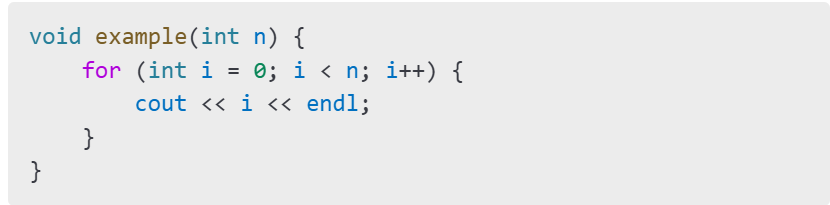 void example(int n) {
    for (int i = 0; i < n; i++) {
        cout << i << endl;
    }
}